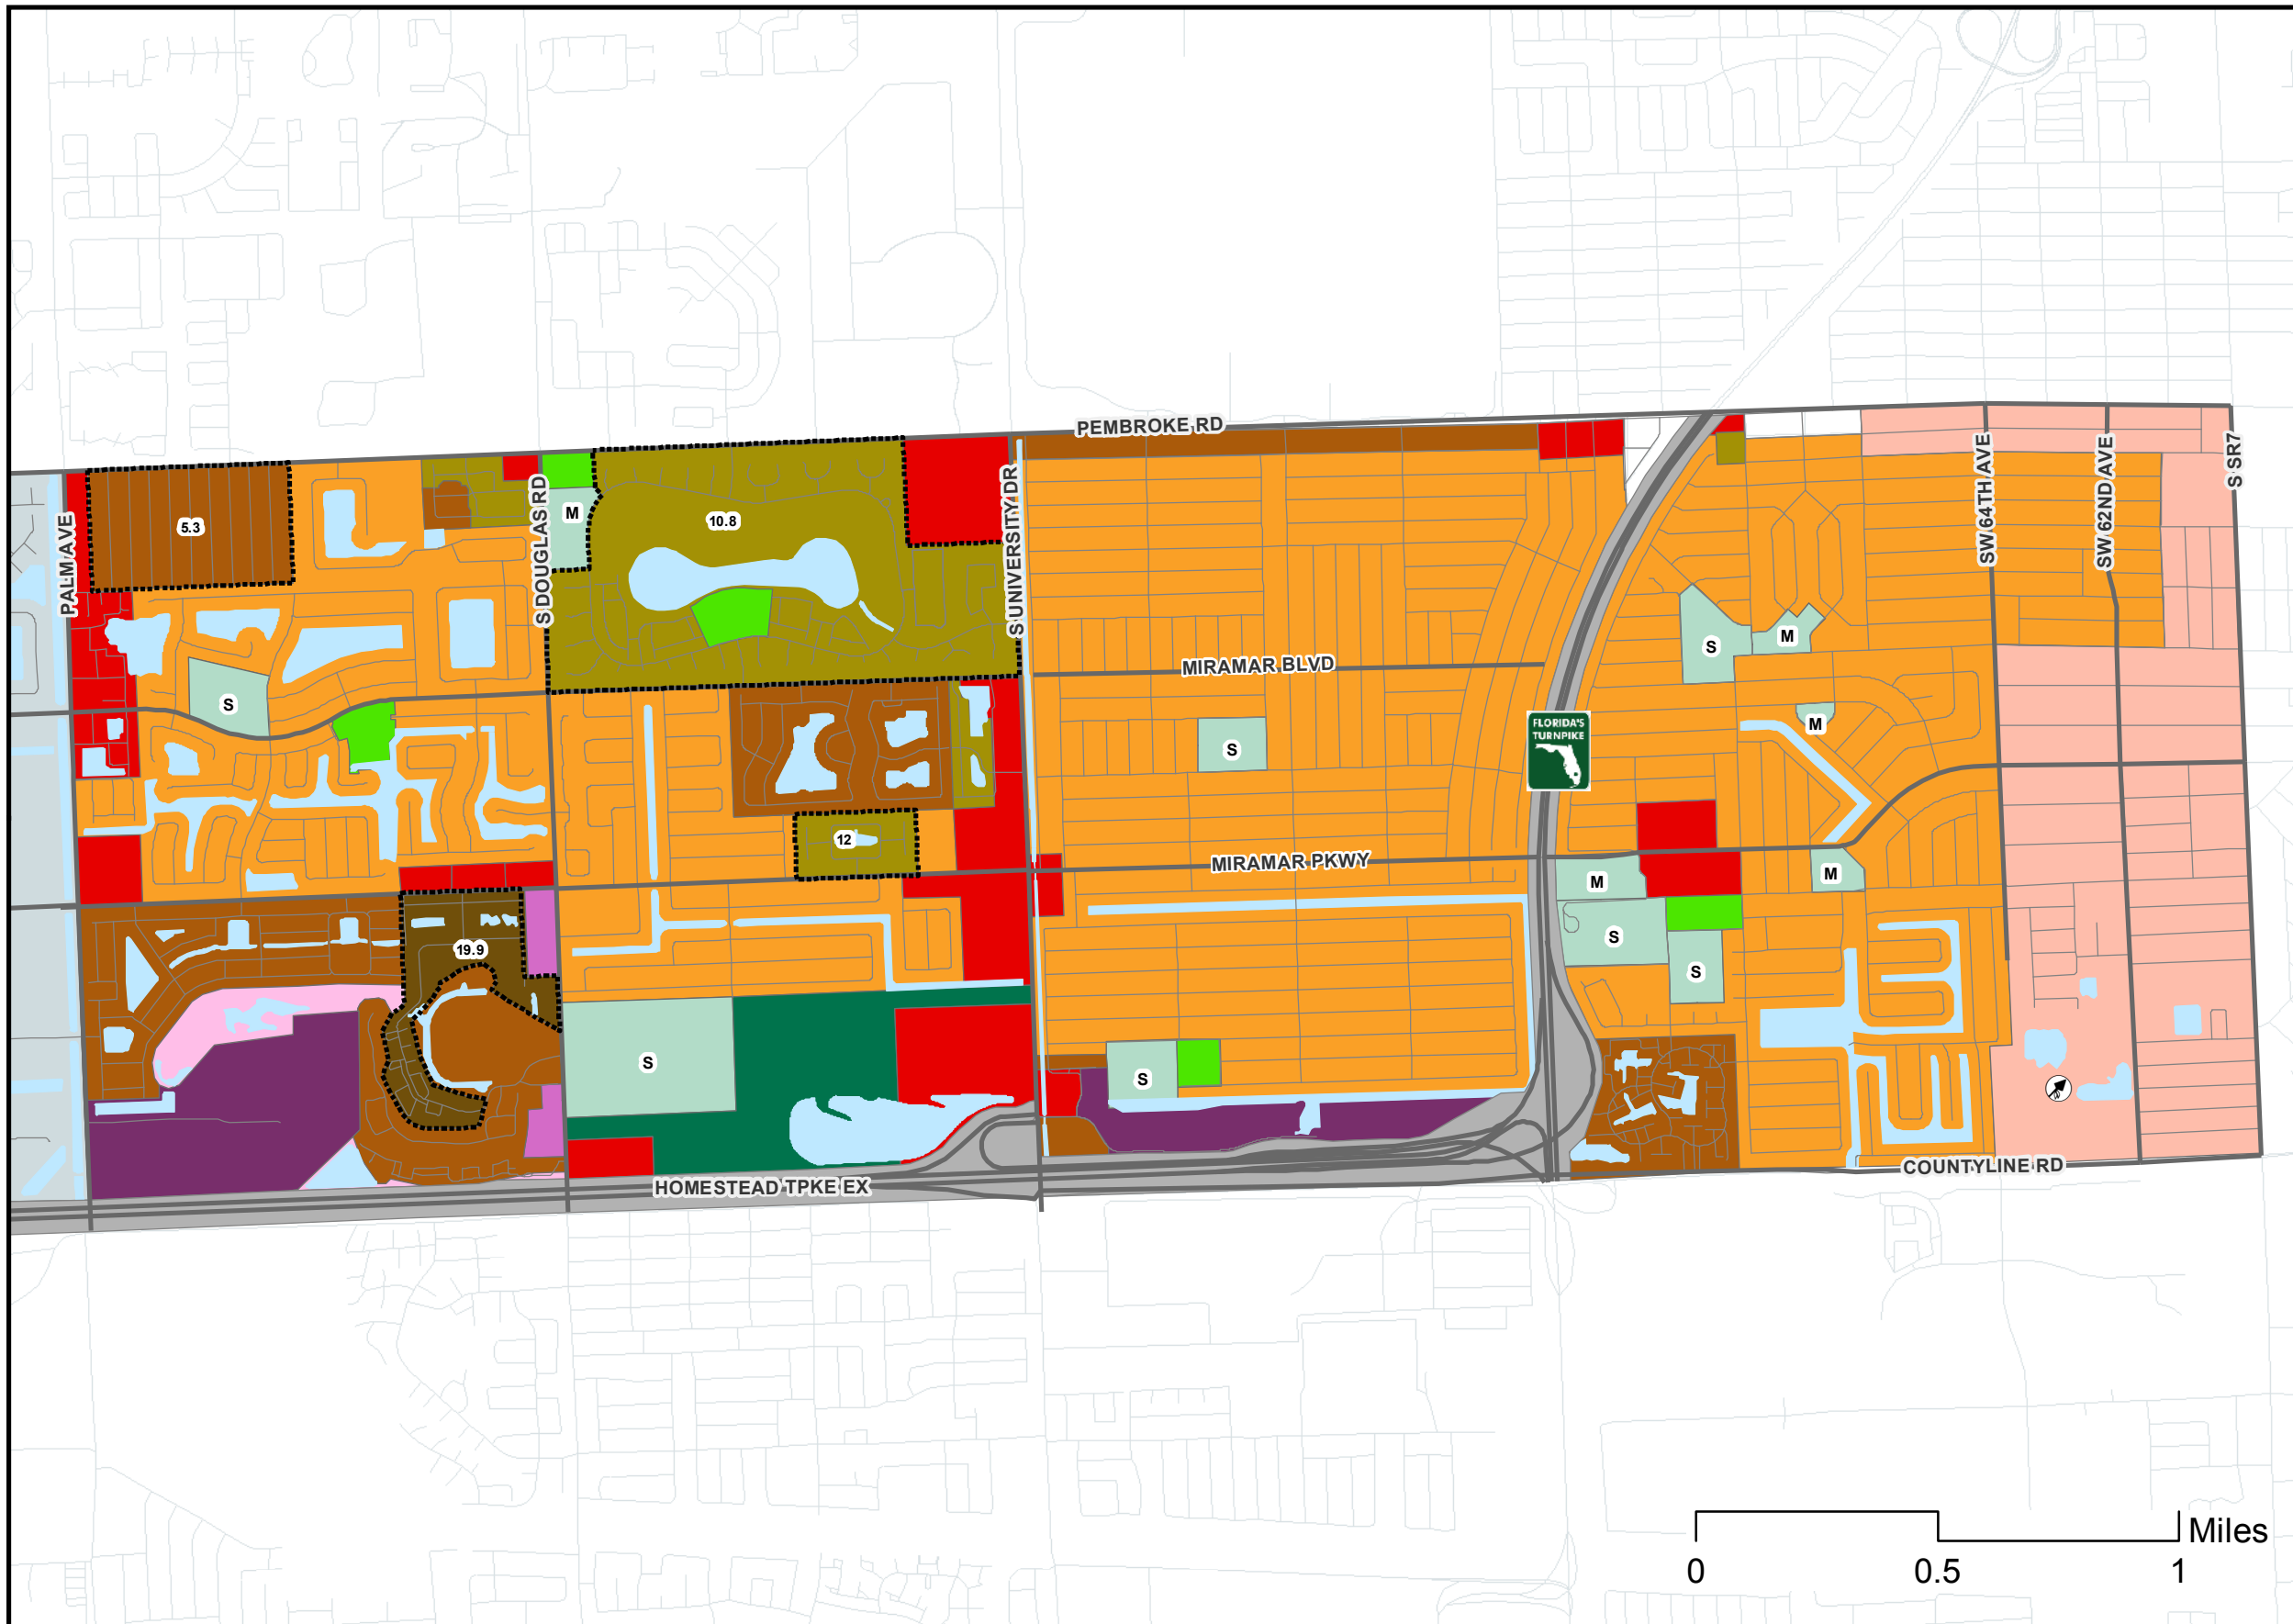 PEMBROKE RD
PALM AVE
5.3
S DOUGLAS RD
M
10.8
S UNIVERSITY DR
SW 64TH AVE
SW 62ND AVE
S SR7
MIRAMAR BLVD
S
M
S
S
FLORIDA'S
TURNPIKE
M
12
MIRAMAR PKWY
M
M
19.9
S
S
S
S
HOMESTEAD TPKE EX
COUNTYLINE RD
Miles
0
0.5
1